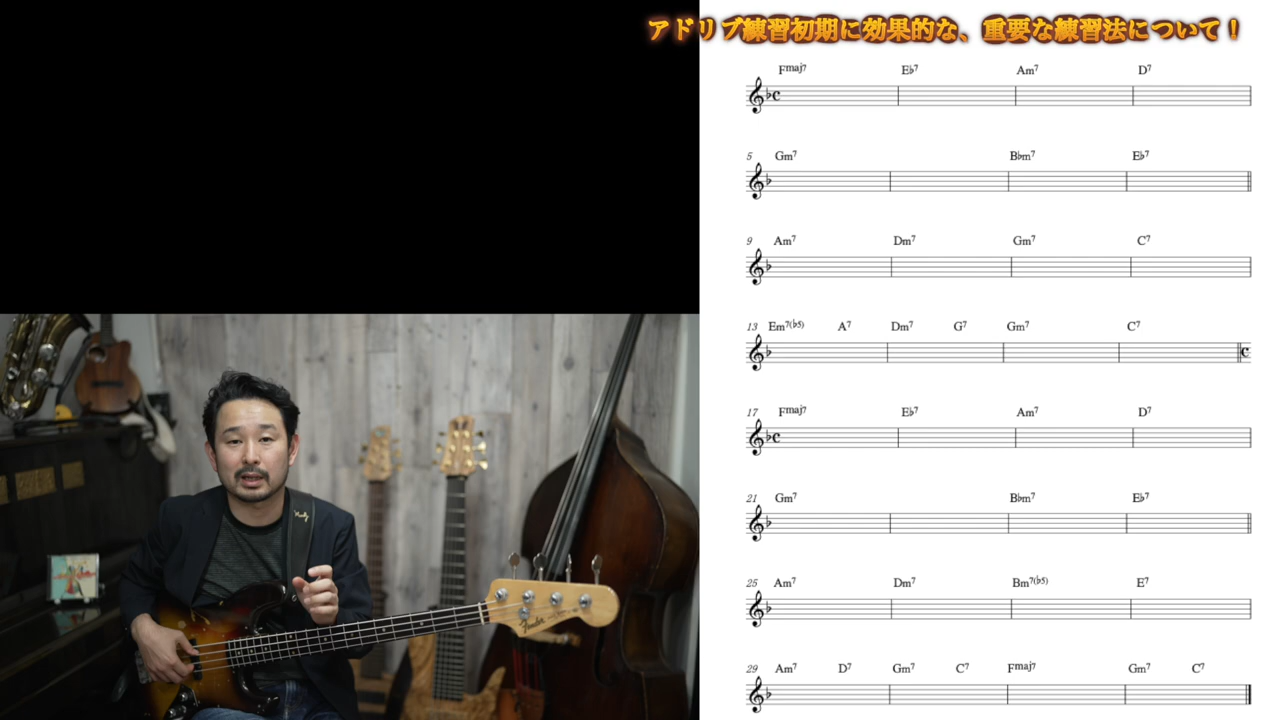 アドリブ練習初期に効果的な、重要な練習法について！
Fmaj7 E♭7 Am7 D7
5 Gm7 B♭m7 E♭7
9 Am7 Dm7 Gm7 C7
13 Em7(♭5) A7 Dm7 G7 Gm7 C7
17 Fmaj7 E♭7 Am7 D7
21 Gm7 B♭m7 E♭7
25 Am7 Dm7 Bm7(♭5) E7
29 Am7 D7 Gm7 C7 Fmaj7 Gm7 C7
Fender